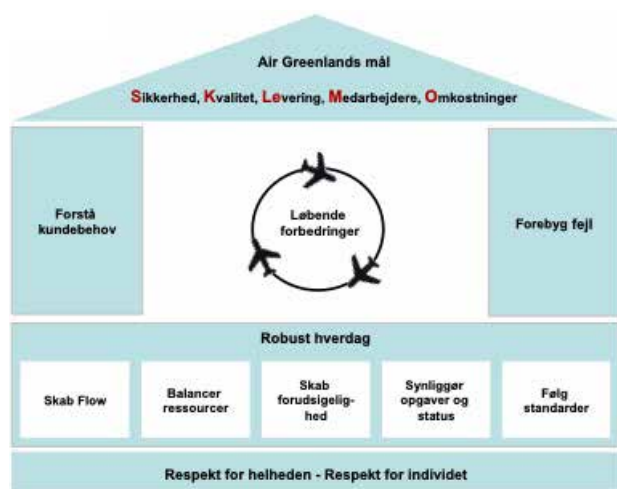 Air Greenlands mål
Sikkerhed, Kvalitet, Levering, Medarbejdere, Omkostninger
Forstå
kundebehov
Løbende
forbedringer
Forebyg fejl
Robust hverdag
Skab Flow
Balancer
ressourcer
Skab
forudsigelig-
hed
Synliggør
opgaver og
status
Følg
standarder
Respekt for helheden - Respekt for individet